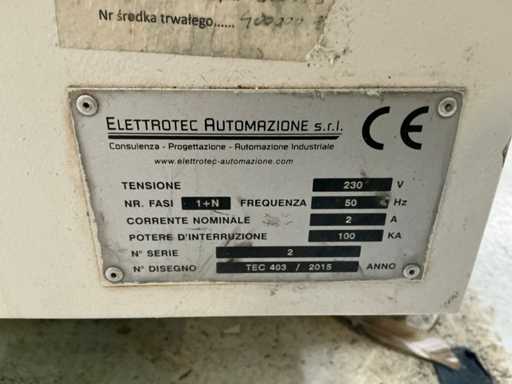 Nr środka trwałego......
ELETTROTEC AUTOMAZIONE s.r.l. CE
Consulenza - Progettazione - Automazione Industriale
www.elettrotec-automazione.com
TENSIONE 230 V
NR. FASI 1+N FREQUENZA 50 Hz
CORRENTE NOMINALE 2 A
POTERE D'INTERRUZIONE 100 KA
N° SERIE 2
N° DISEGNO TEC 403 / 2015 ANNO